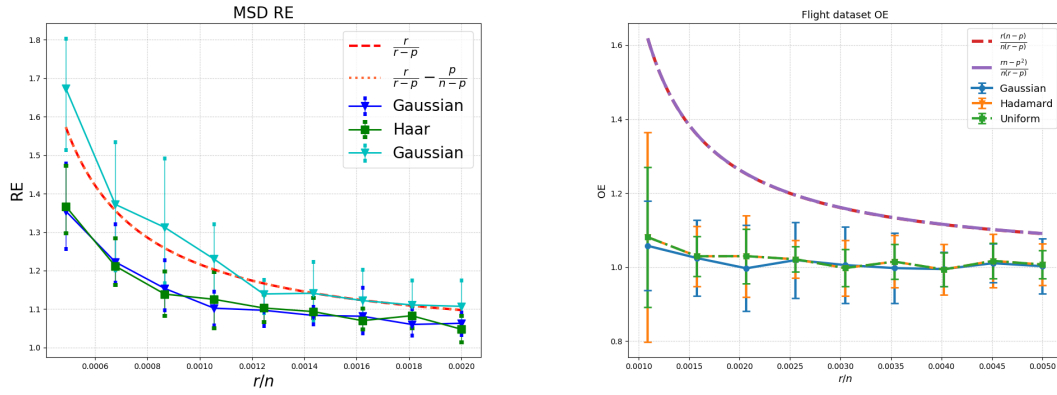 MSD RE
1.8
1.7
1.6
1.5
1.4
1.3
1.2
1.1
1.0
RE
0.0006 0.0008 0.0010 0.0012 0.0014 0.0016 0.0018 0.0020
r/n
r/(r−p)
r/(r−p) − p/(n−p)
Gaussian
Haar
Gaussian
Flight dataset OE
1.6
1.4
1.2
1.0
0.8
OE
0.0010 0.0015 0.0020 0.0025 0.0030 0.0035 0.0040 0.0045 0.0050
r/n
r(n−p)/n(r−p)
rn−p²)/n(r−p)
Gaussian
Hadamard
Uniform